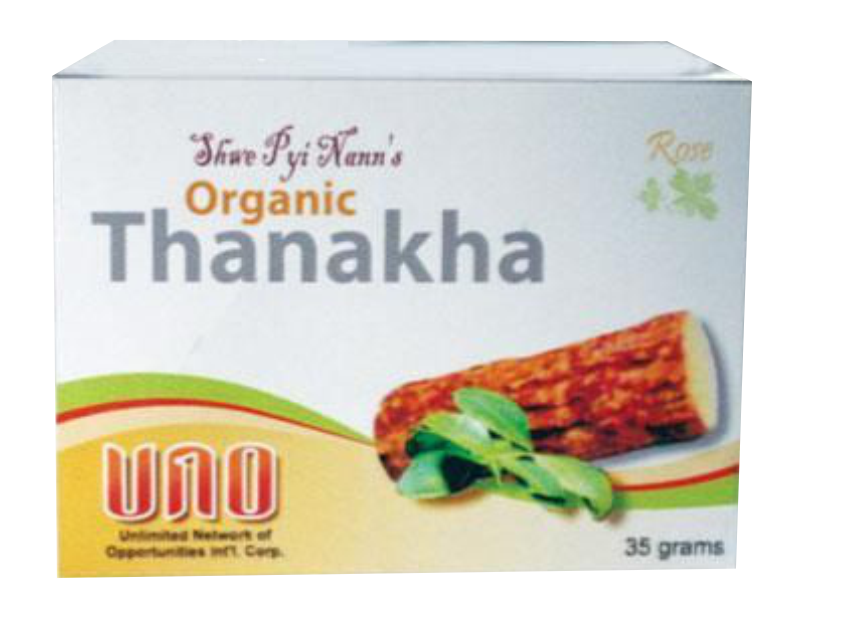 Shwe Pyi Nann's
Rose
Organic
Thanakha
UNO
Unlimited Network of
Opportunities Int'l. Corp.
35 grams